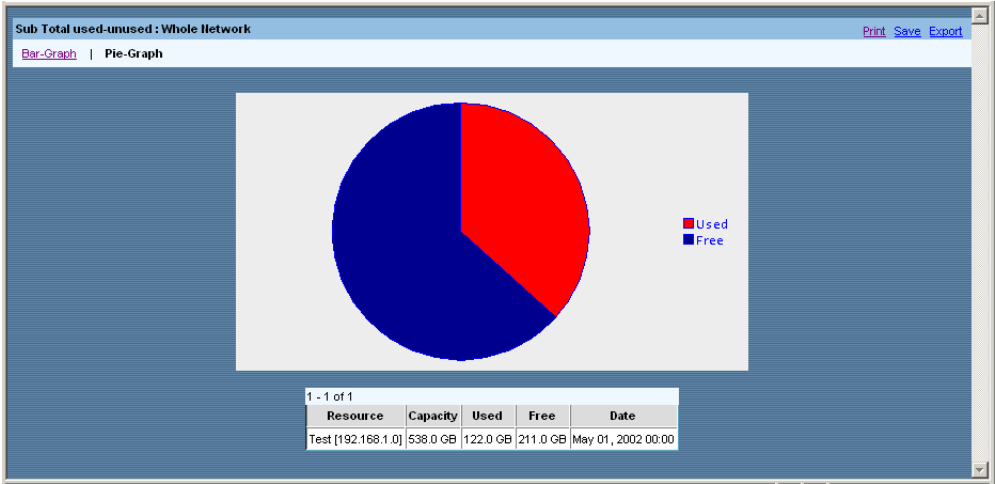 Sub Total used-unused : Whole Network
Print Save Export
Bar-Graph | Pie-Graph
Used
Free
1 - 1 of 1
Resource Capacity Used Free Date
Test [192.168.1.0] 538.0 GB 122.0 GB 211.0 GB May 01, 2002 00:00